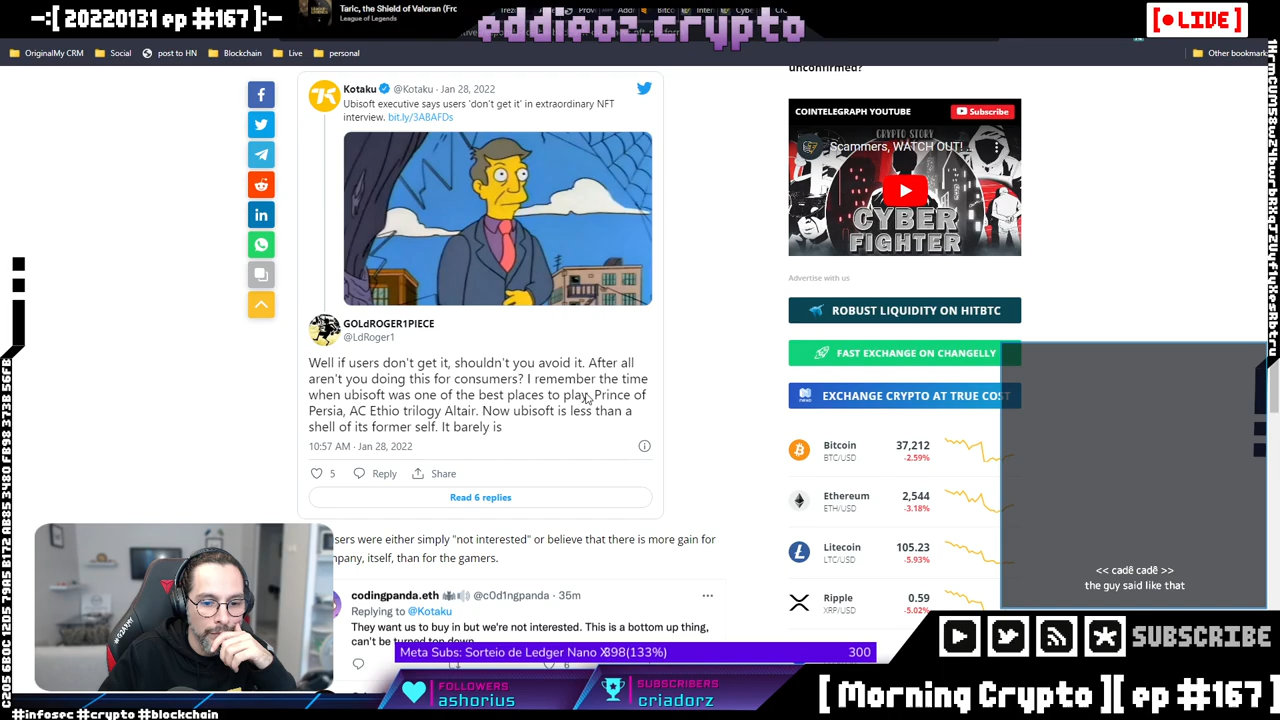 -:[ 20220131 ep #167 ]:-
Taric, the Shield of Valoran (Frc
League of Legends
addiaoz.crypto
[•LIVE]
OriginalMy CRM
Social
post to HN
Blockchain
Live
personal
Other bookmark
unconfirmed?
Kotaku @Kotaku · Jan 28, 2022
Ubisoft executive says users 'don't get it' in extraordinary NFT
interview. bit.ly/3ABAFDs
COINTELEGRAPH YOUTUBE
Subscribe
CRYPTO STORY
Scammers, WATCH OUT! ...
CYBER
FIGHTER
Advertise with us
ROBUST LIQUIDITY ON HITBTC
FAST EXCHANGE ON CHANGELLY
EXCHANGE CRYPTO AT TRUE COST
GOLdROGER1PIECE
@LdRoger1
Well if users don't get it, shouldn't you avoid it. After all
aren't you doing this for consumers? I remember the time
when ubisoft was one of the best places to play. Prince of
Persia, AC Ethio trilogy Altair. Now ubisoft is less than a
shell of its former self. It barely is
10:57 AM · Jan 28, 2022
5 Reply Share
Read 6 replies
Bitcoin 37,212
BTC/USD -2.59%
Ethereum 2,544
ETH/USD -3.18%
Litecoin 105.23
LTC/USD -5.93%
Ripple 0.59
XRP/USD -5.02%
sers were either simply "not interested" or believe that there is more gain for
mpany, itself, than for the gamers.
codingpanda.eth @c0d1ngpanda · 35m
Replying to @Kotaku
They want us to buy in but we're not interested. This is a bottom up thing,
can't be turned top down
<< cadê cadê >>
the guy said like that
Meta Subs: Sorteio de Ledger Nano X
398(133%)
300
SUBSCRIBE
FOLLOWERS
ashorius
SUBSCRIBERS
criadorz
[Morning Crypto][ep #167]
#infosec #crypto #blockchain